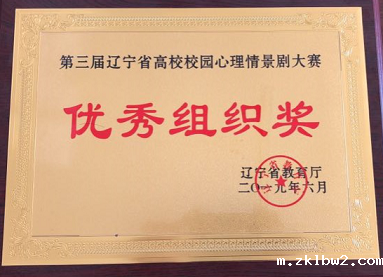 第三届辽宁省高校校园心理情景剧大赛
优秀组织奖
辽宁省教育厅
二〇一九年六月
m.zklbw2.com